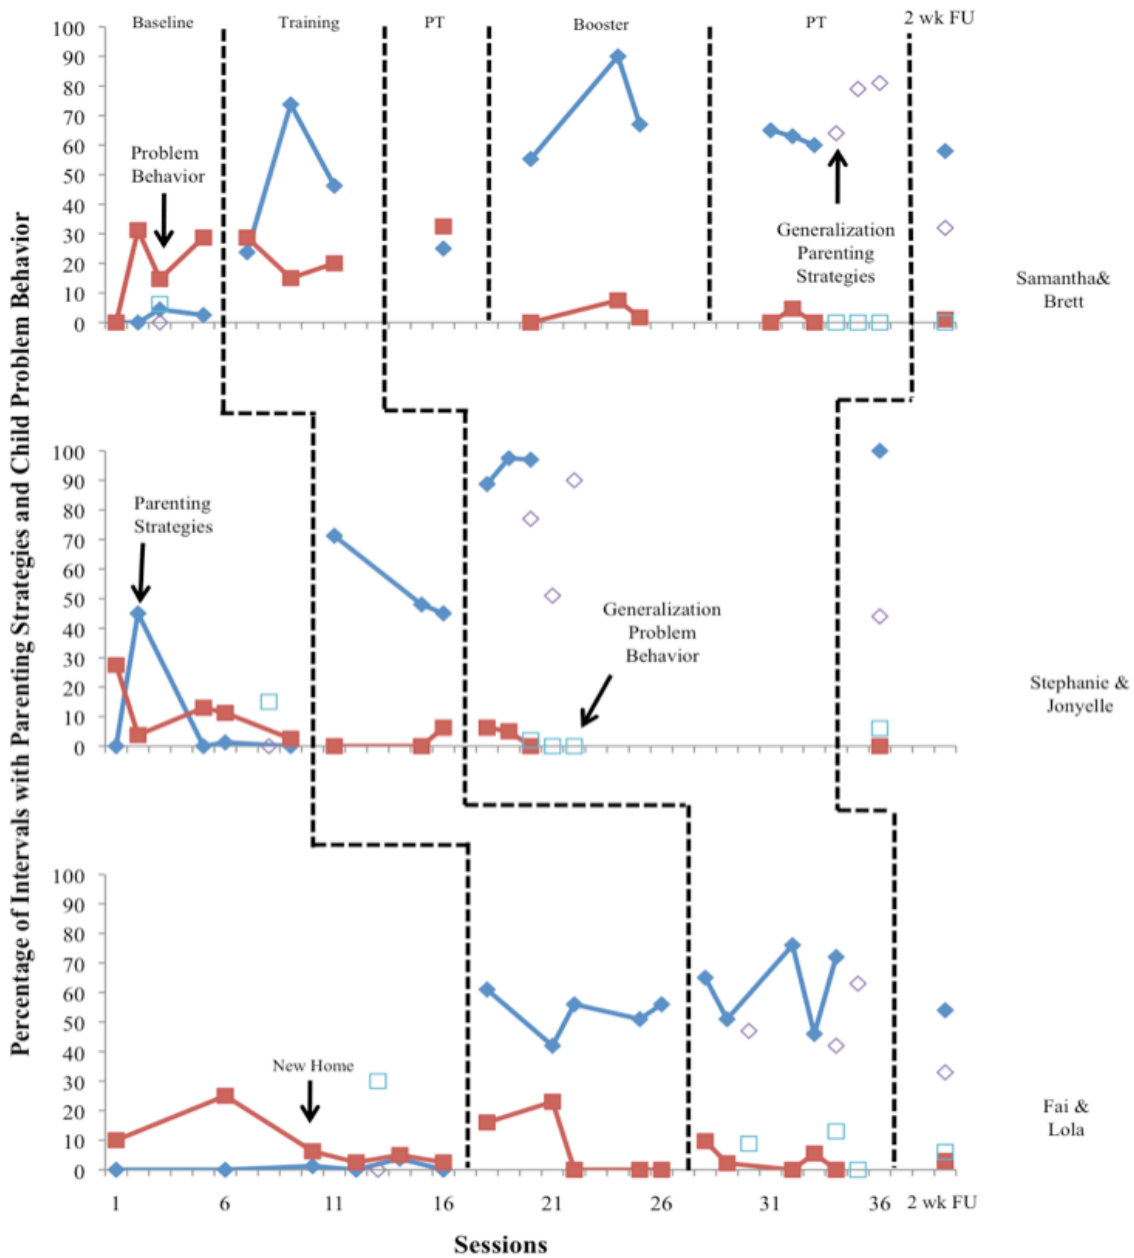 Percentage of Intervals with Parenting Strategies and Child Problem Behavior
Baseline
Training
PT
Booster
PT
2 wk FU
100
90
80
70
60
50
40
30
20
10
0
Problem
Behavior
Generalization
Parenting
Strategies
Samantha&
Brett
100
90
80
70
60
50
40
30
20
10
0
Parenting
Strategies
Generalization
Problem
Behavior
Stephanie &
Jonyelle
100
90
80
70
60
50
40
30
20
10
0
New Home
Fai &
Lola
1 6 11 16 21 26 31 36 2 wk FU
Sessions